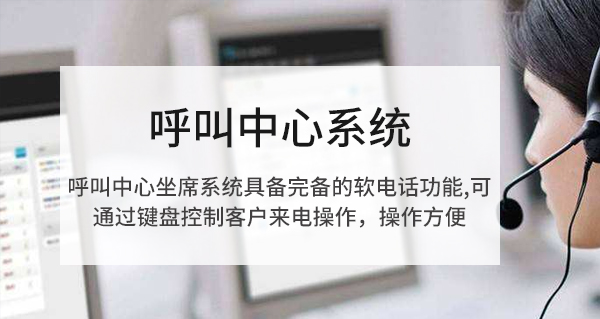 呼叫中心系统
呼叫中心坐席系统具备完备的软电话功能,可
通过键盘控制客户来电操作，操作方便